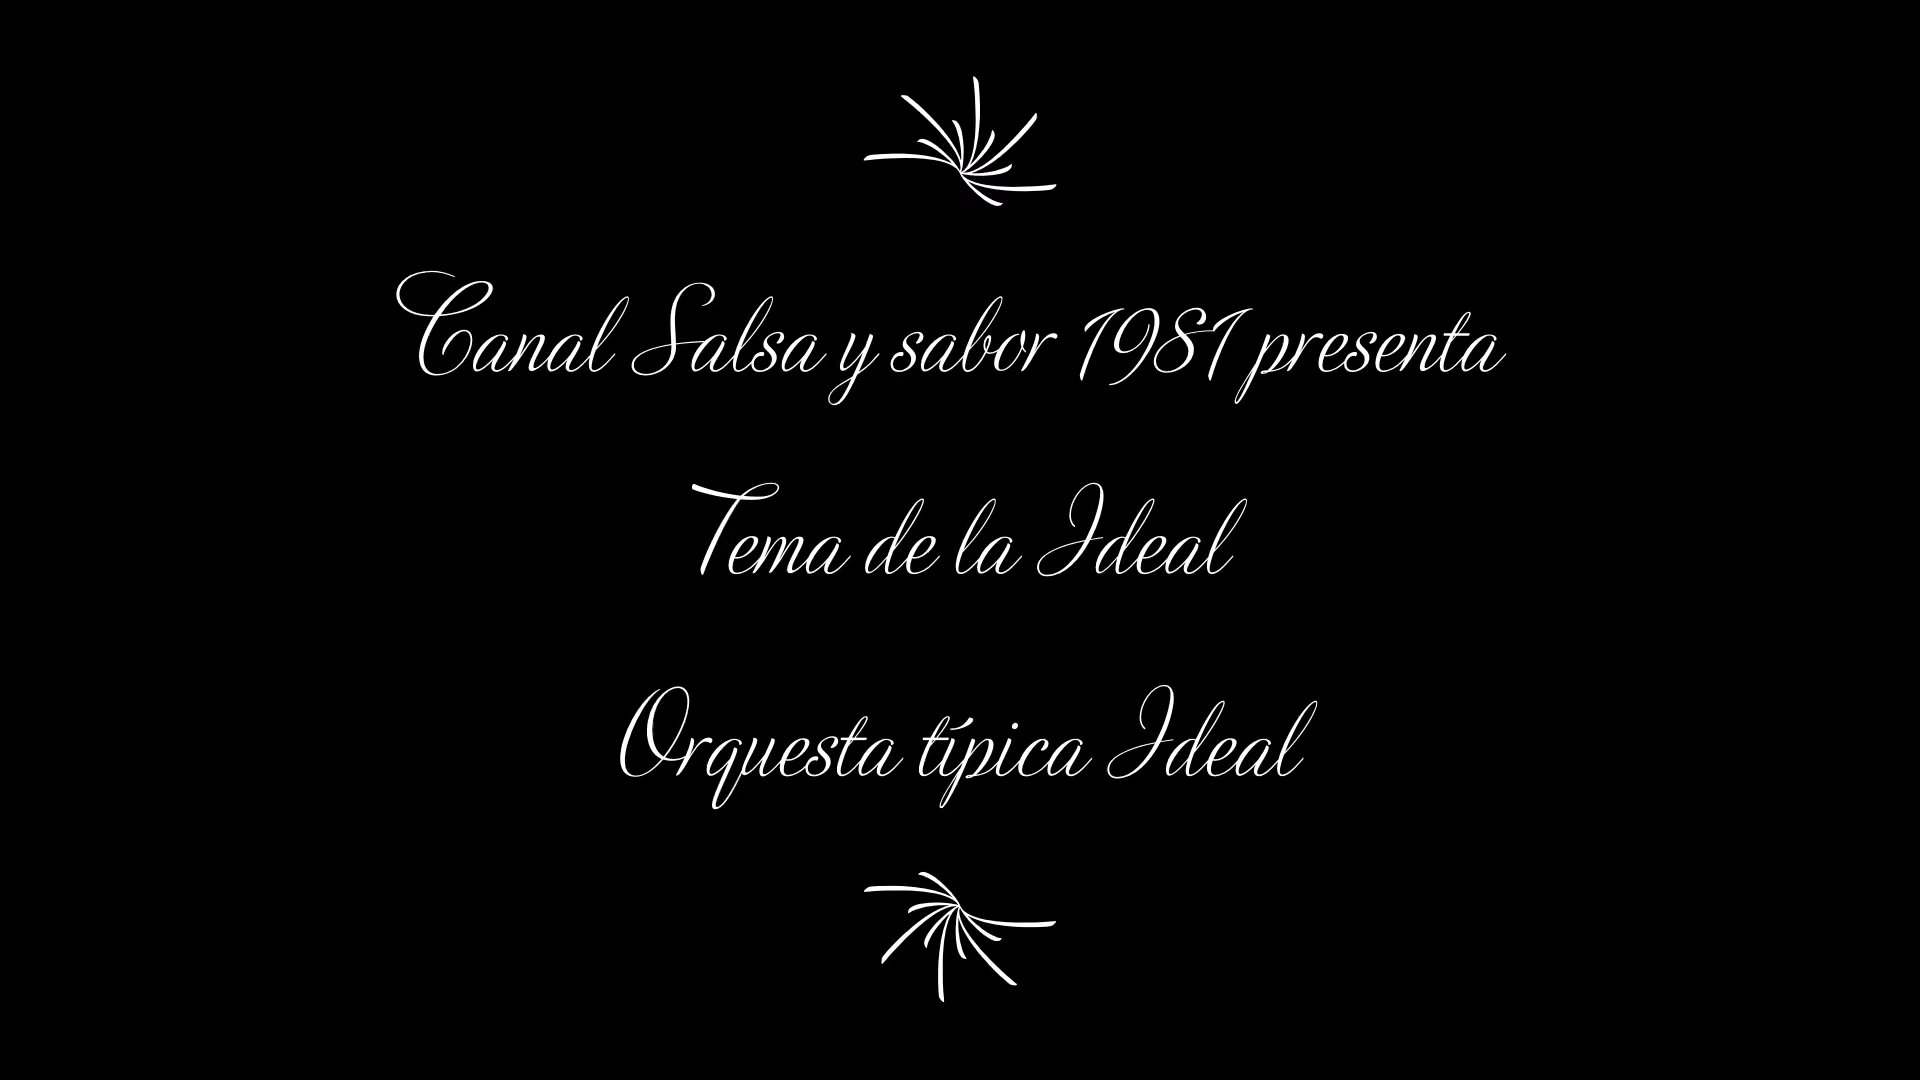 Canal Salsa y sabor 1981 presenta
Tema de la Ideal
Orquesta típica Ideal